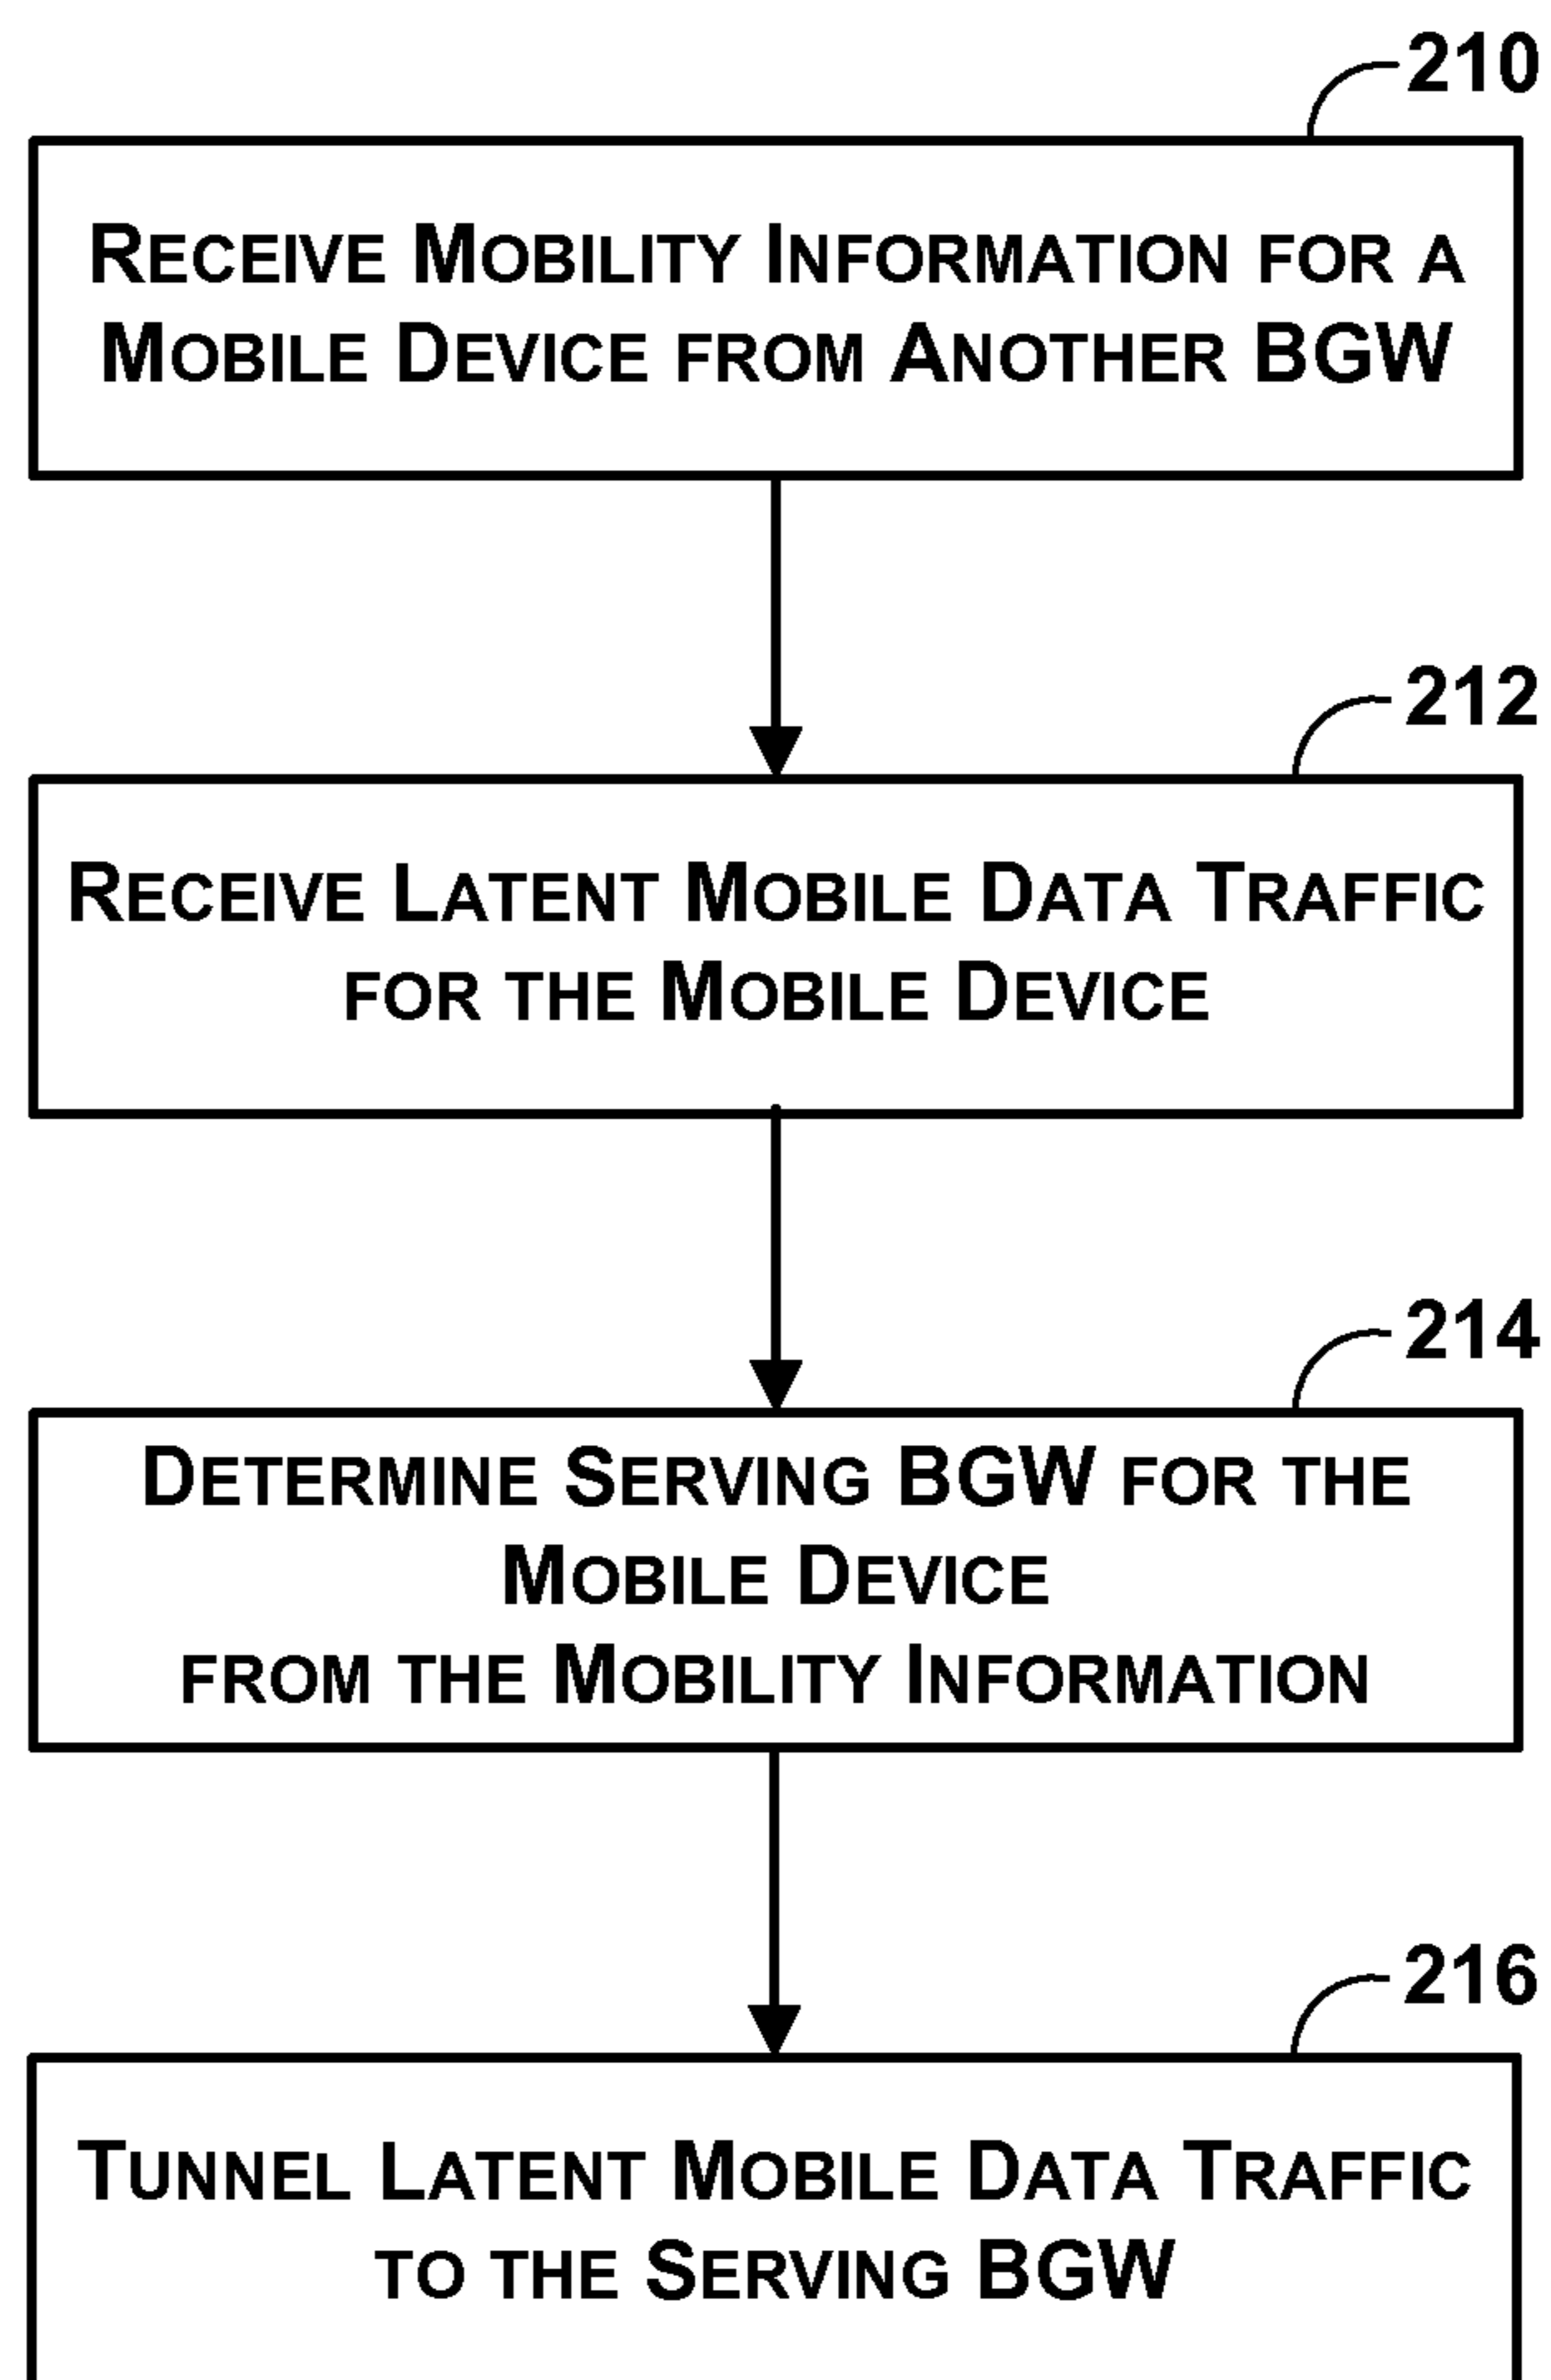 210
RECEIVE MOBILITY INFORMATION FOR A
MOBILE DEVICE FROM ANOTHER BGW
212
RECEIVE LATENT MOBILE DATA TRAFFIC
FOR THE MOBILE DEVICE
214
DETERMINE SERVING BGW FOR THE
MOBILE DEVICE
FROM THE MOBILITY INFORMATION
216
TUNNEL LATENT MOBILE DATA TRAFFIC
TO THE SERVING BGW